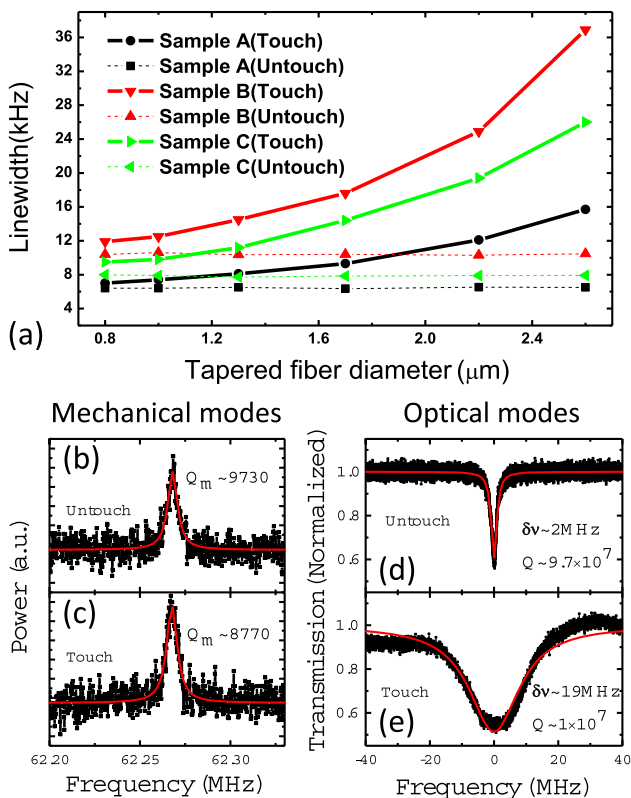 Linewidth(kHz)
36
32
28
24
20
16
12
8
4
Sample A(Touch)
Sample A(Untouch)
Sample B(Touch)
Sample B(Untouch)
Sample C(Touch)
Sample C(Untouch)
(a)
0.8 1.2 1.6 2.0 2.4
Tapered fiber diameter (μm)
Mechanical modes
Optical modes
Power (a.u.)
(b)
Q m ~9730
Untouch
(c)
Q m ~8770
Touch
62.20 62.25 62.30
Frequency (MHz)
Transmission (Normalized)
1.0
0.8
0.6
Untouch
(d)
δν~2MHz
Q ~9.7×10^7
1.0
0.8
0.6
Touch
(e)
δν~19MHz
Q ~1×10^7
-40 -20 0 20 40
Frequency (MHz)